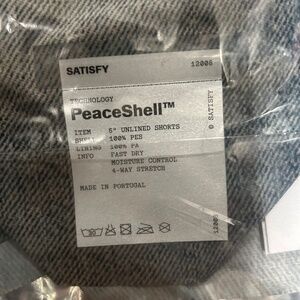 SATISFY 12006
TECHNOLOGY
PeaceShell™
ITEM 5" UNLINED SHORTS
SHELL 100% PES
LINING 100% PA
INFO FAST DRY
MOISTURE CONTROL
4-WAY STRETCH
MADE IN PORTUGAL
© SATISFY
12006